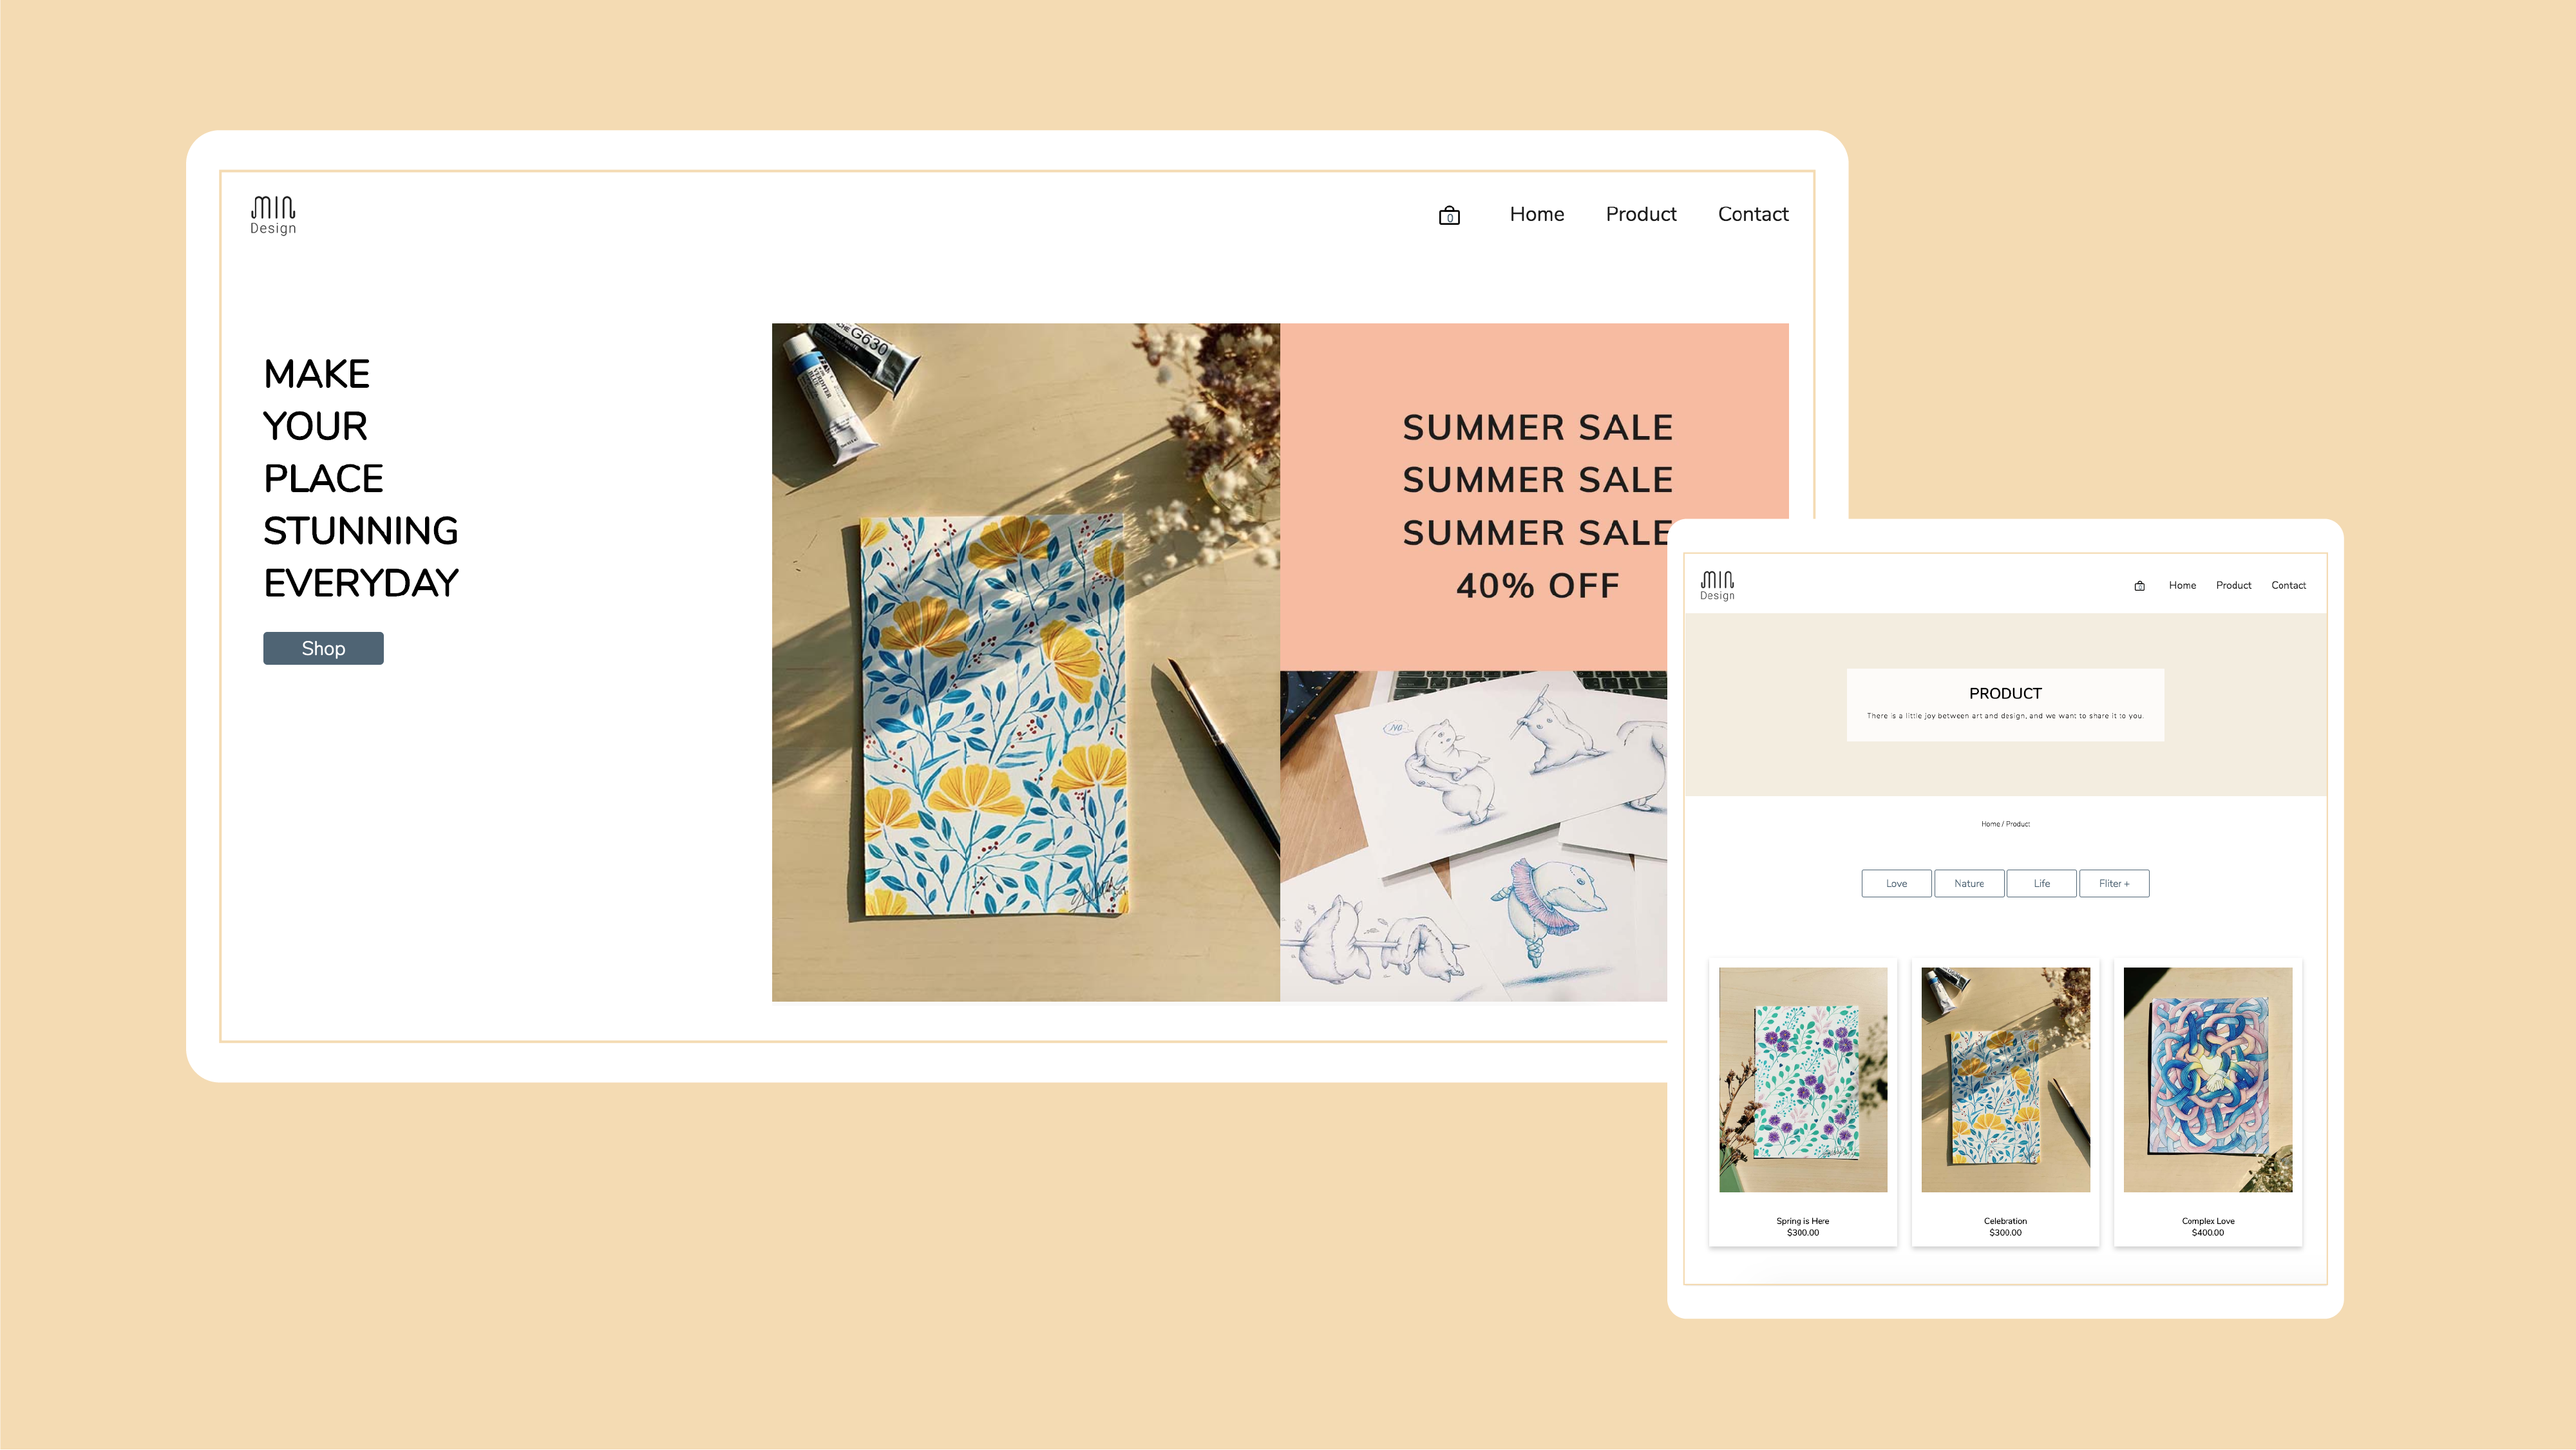 MIN
Design
0
Home
Product
Contact
MAKE
YOUR
PLACE
STUNNING
EVERYDAY
Shop
G630
SUMMER SALE
SUMMER SALE
SUMMER SALE
40% OFF
No.
MIN
Design
Home
Product
Contact
PRODUCT
There is a little joy between art and design, and we want to share it to you.
Home / Product
Love
Nature
Life
Fliter +
Spring is Here
$300.00
Celebration
$300.00
Complex Love
$400.00